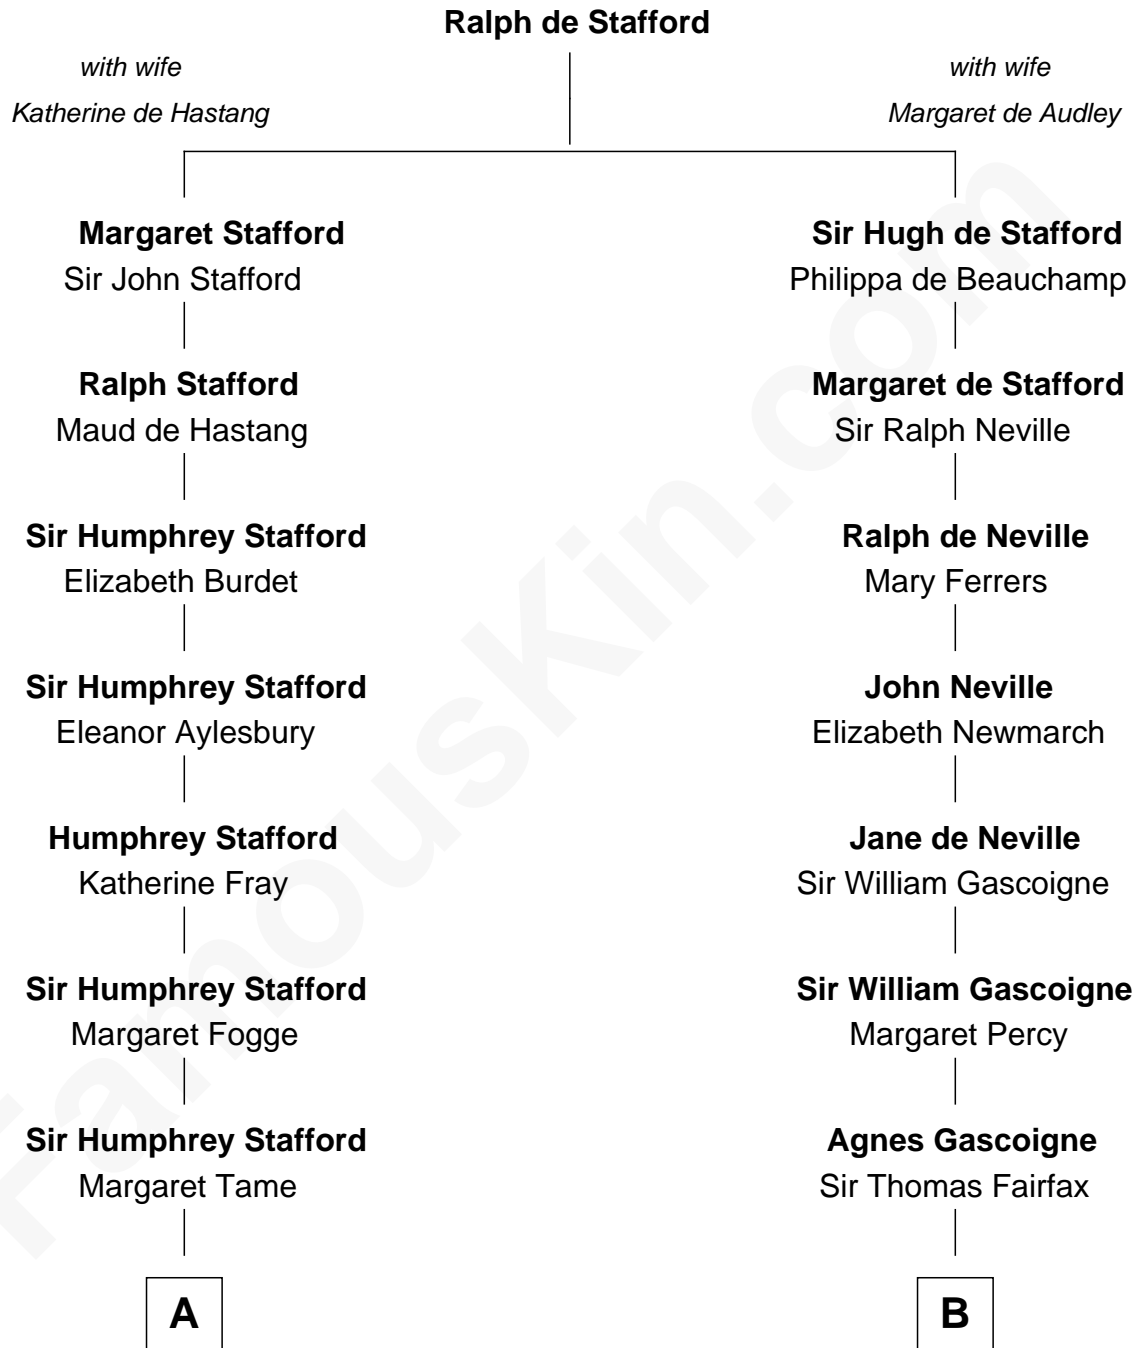 Ralph de Stafford
with wife
Katherine de Hastang
with wife
Margaret de Audley
Margaret Stafford
Sir John Stafford
Sir Hugh de Stafford
Philippa de Beauchamp
Ralph Stafford
Maud de Hastang
Margaret de Stafford
Sir Ralph Neville
Sir Humphrey Stafford
Elizabeth Burdet
Ralph de Neville
Mary Ferrers
Sir Humphrey Stafford
Eleanor Aylesbury
John Neville
Elizabeth Newmarch
Humphrey Stafford
Katherine Fray
Jane de Neville
Sir William Gascoigne
Sir Humphrey Stafford
Margaret Fogge
Sir William Gascoigne
Margaret Percy
Sir Humphrey Stafford
Margaret Tame
Agnes Gascoigne
Sir Thomas Fairfax
A
B
FamousKin.com